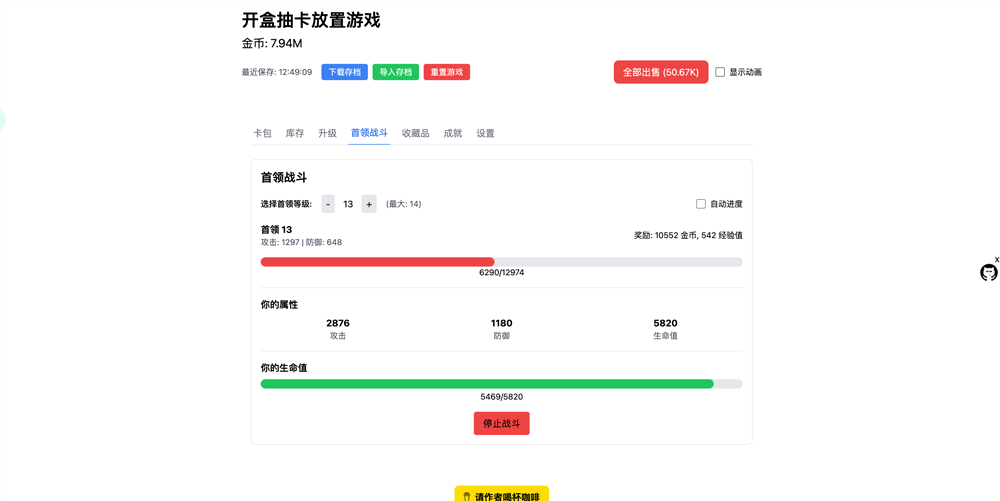 开盒抽卡放置游戏
金币: 7.94M
最近保存: 12:49:09 下载存档 导入存档 重置游戏 全部出售 (50.67K) 显示动画
卡包 库存 升级 首领战斗 收藏品 成就 设置
首领战斗
选择首领等级: - 13 + (最大: 14) 自动进度
首领 13
攻击: 1297 | 防御: 648
奖励: 10552 金币, 542 经验值
6290/12974
x
你的属性
2876 1180 5820
攻击 防御 生命值
你的生命值
5469/5820
停止战斗
请作者喝杯咖啡